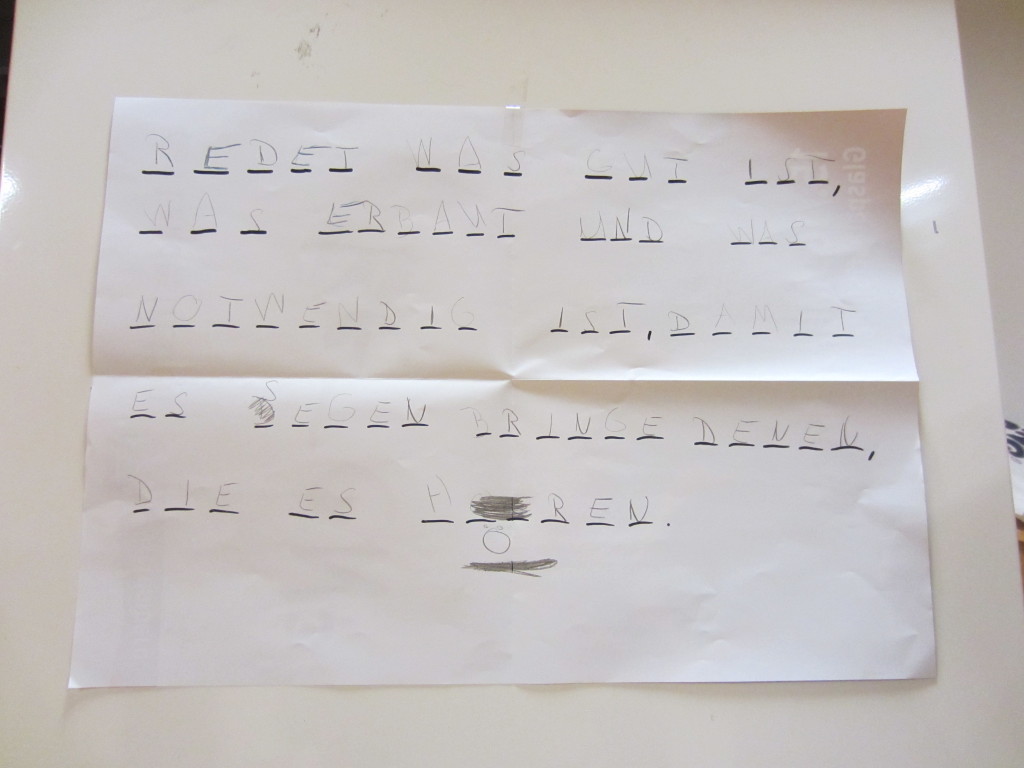 REDET WAS GUT IST,
WAS ERBAUT UND WAS
NOTWENDIG IST, DAMIT
ES SEGEN BRINGE DENEN,
DIE ES HÖREN.